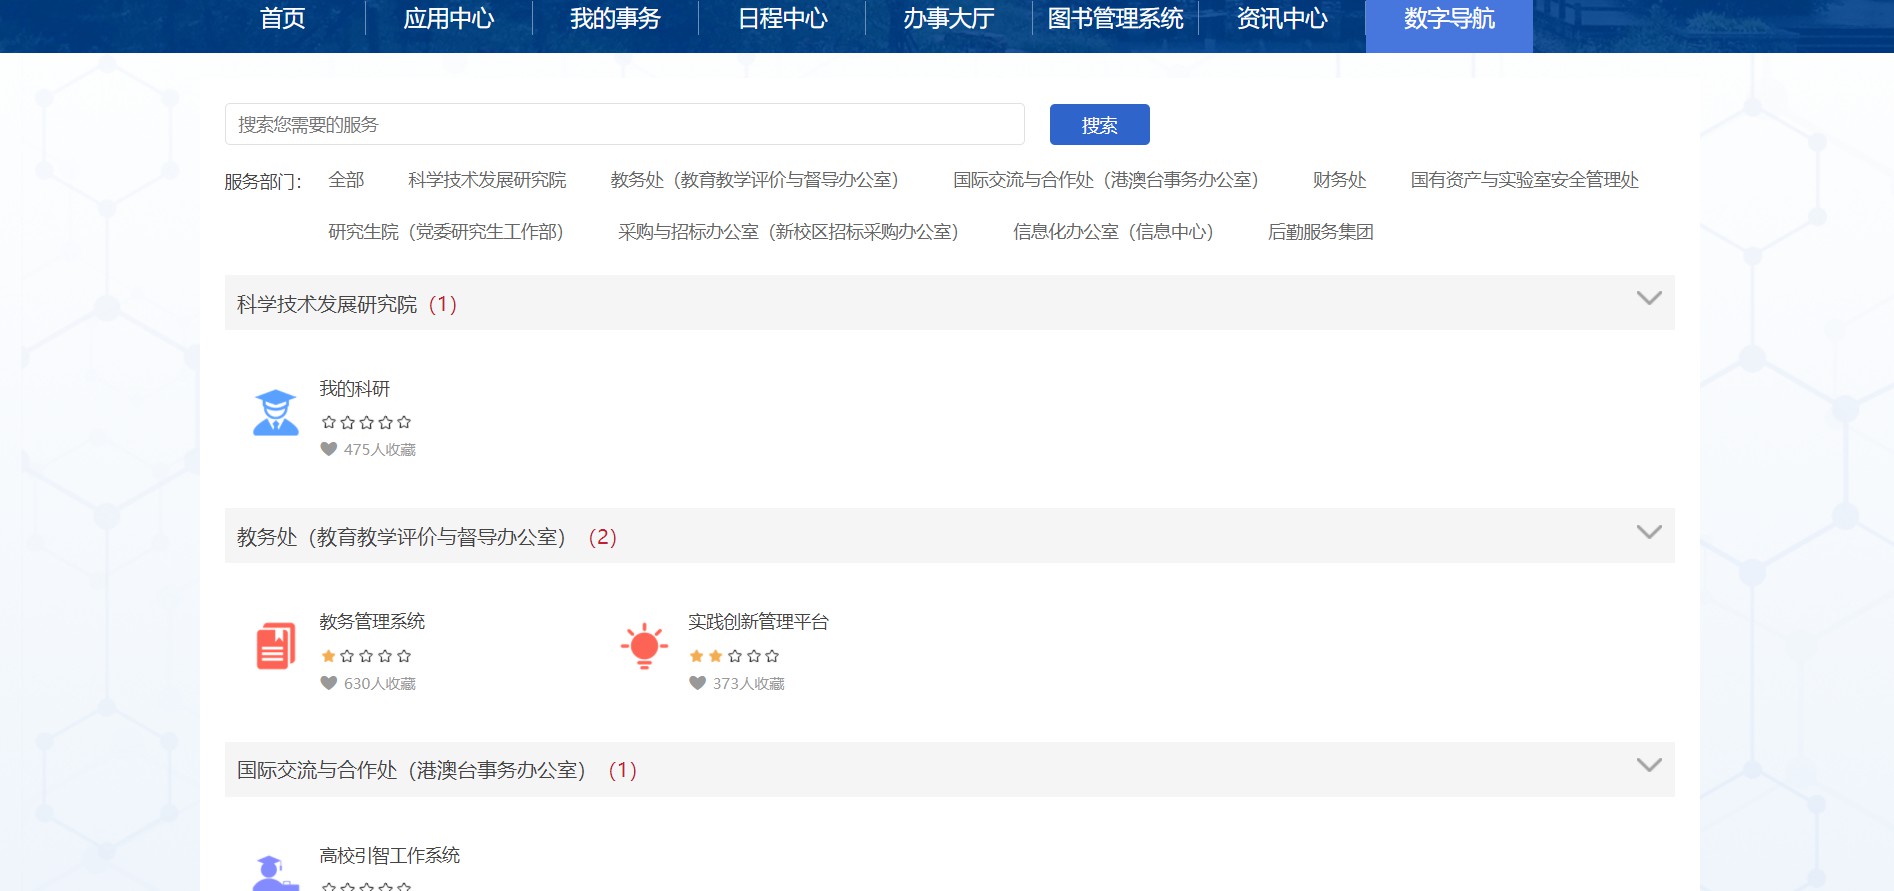 首页 应用中心 我的事务 日程中心 办事大厅 图书管理系统 资讯中心 数字导航
搜索您需要的服务 搜索
服务部门： 全部 科学技术发展研究院 教务处（教育教学评价与督导办公室） 国际交流与合作处（港澳台事务办公室） 财务处 国有资产与实验室安全管理处
研究生院（党委研究生工作部） 采购与招标办公室（新校区招标采购办公室） 信息化办公室（信息中心） 后勤服务集团
科学技术发展研究院（1）
我的科研
475人收藏
教务处（教育教学评价与督导办公室）（2）
教务管理系统 实践创新管理平台
630人收藏 373人收藏
国际交流与合作处（港澳台事务办公室）（1）
高校引智工作系统